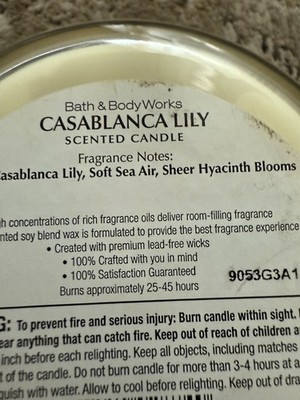 Bath & Body Works
CASABLANCA LILY
SCENTED CANDLE
Fragrance Notes:
Casablanca Lily, Soft Sea Air, Sheer Hyacinth Blooms
concentrations of rich fragrance oils deliver room-filling fragrance
soy blend wax is formulated to provide the best fragrance experience
• Created with premium lead-free wicks
• 100% Crafted with you in mind
• 100% Satisfaction Guaranteed
9053G3A1
Burns approximately 25-45 hours
To prevent fire and serious injury: Burn candle within sight.
anything that can catch fire. Keep out of reach of children
inch before each relighting. Keep all objects, including matches
of the candle. Do not burn candle for more than 3-4 hours at a
with water. Allow to cool before relighting. Keep out of